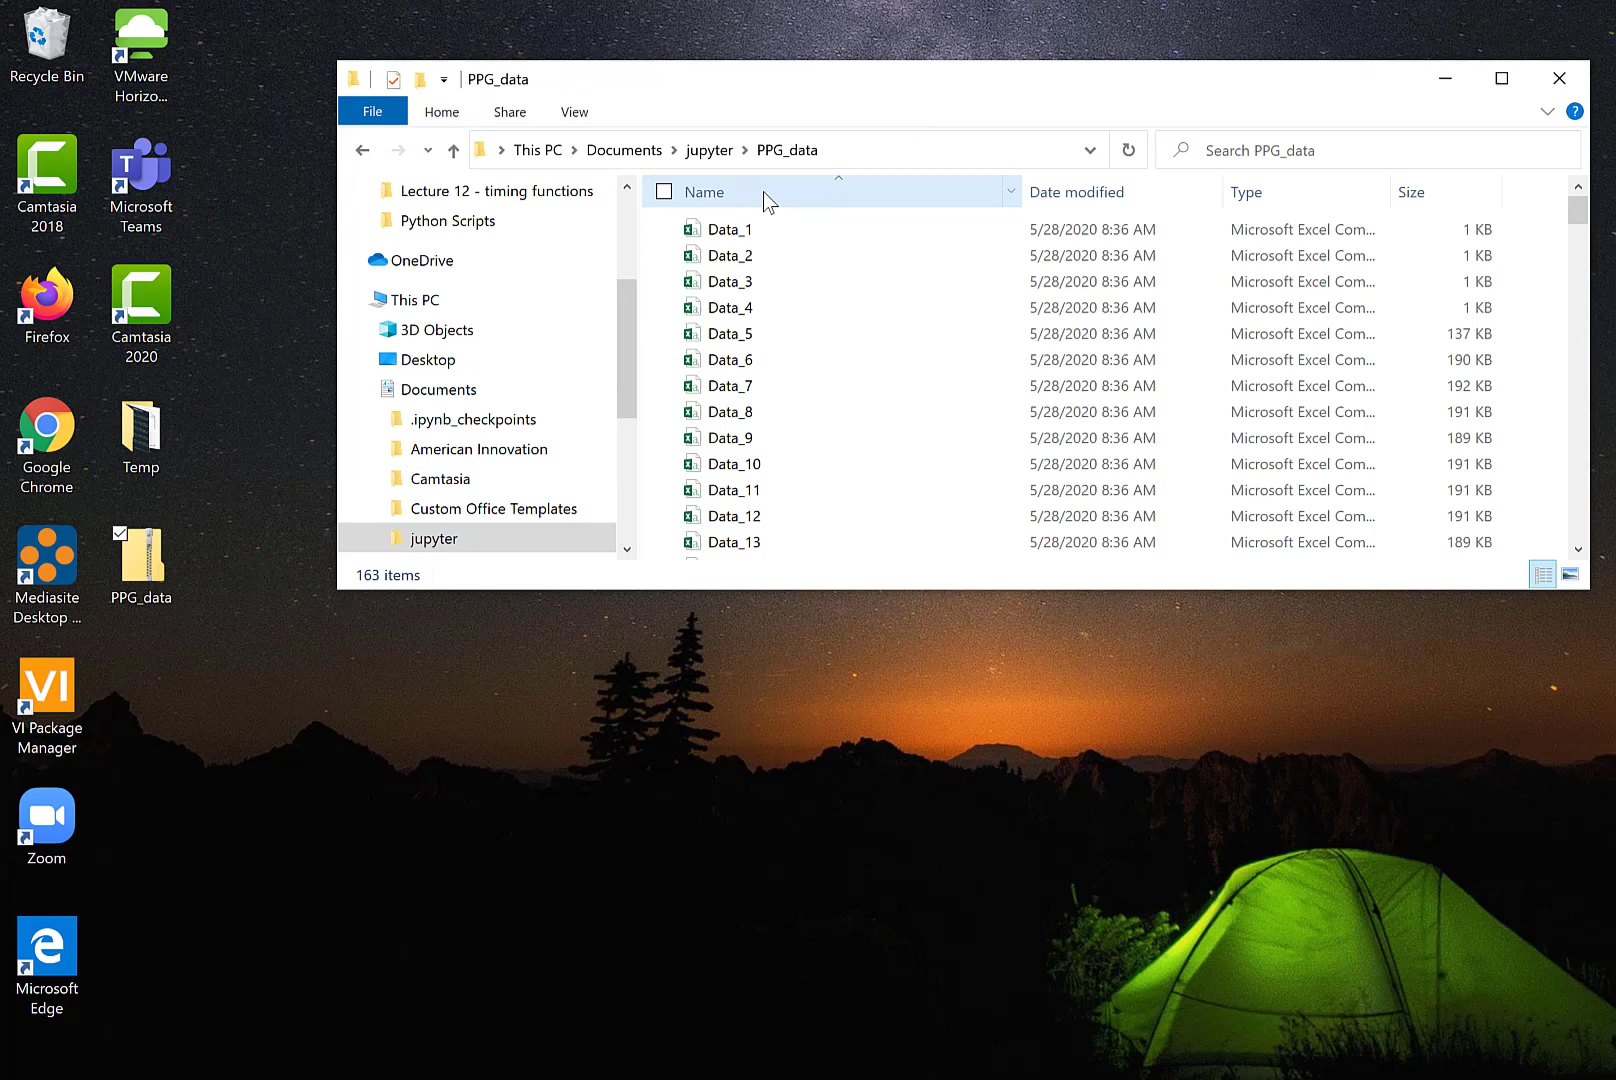 Recycle Bin
VMware
Horizo...
Camtasia
2018
Microsoft
Teams
Firefox
Camtasia
2020
Google
Chrome
Temp
Mediasite
Desktop ...
PPG_data
VI
VI Package
Manager
Zoom
Microsoft
Edge
PPG_data
File Home Share View
This PC > Documents > jupyter > PPG_data
Search PPG_data
Lecture 12 - timing functions
Python Scripts
OneDrive
This PC
3D Objects
Desktop
Documents
.ipynb_checkpoints
American Innovation
Camtasia
Custom Office Templates
jupyter
Name Date modified Type Size
Data_1 5/28/2020 8:36 AM Microsoft Excel Com... 1 KB
Data_2 5/28/2020 8:36 AM Microsoft Excel Com... 1 KB
Data_3 5/28/2020 8:36 AM Microsoft Excel Com... 1 KB
Data_4 5/28/2020 8:36 AM Microsoft Excel Com... 1 KB
Data_5 5/28/2020 8:36 AM Microsoft Excel Com... 137 KB
Data_6 5/28/2020 8:36 AM Microsoft Excel Com... 190 KB
Data_7 5/28/2020 8:36 AM Microsoft Excel Com... 192 KB
Data_8 5/28/2020 8:36 AM Microsoft Excel Com... 191 KB
Data_9 5/28/2020 8:36 AM Microsoft Excel Com... 189 KB
Data_10 5/28/2020 8:36 AM Microsoft Excel Com... 191 KB
Data_11 5/28/2020 8:36 AM Microsoft Excel Com... 191 KB
Data_12 5/28/2020 8:36 AM Microsoft Excel Com... 191 KB
Data_13 5/28/2020 8:36 AM Microsoft Excel Com... 189 KB
163 items